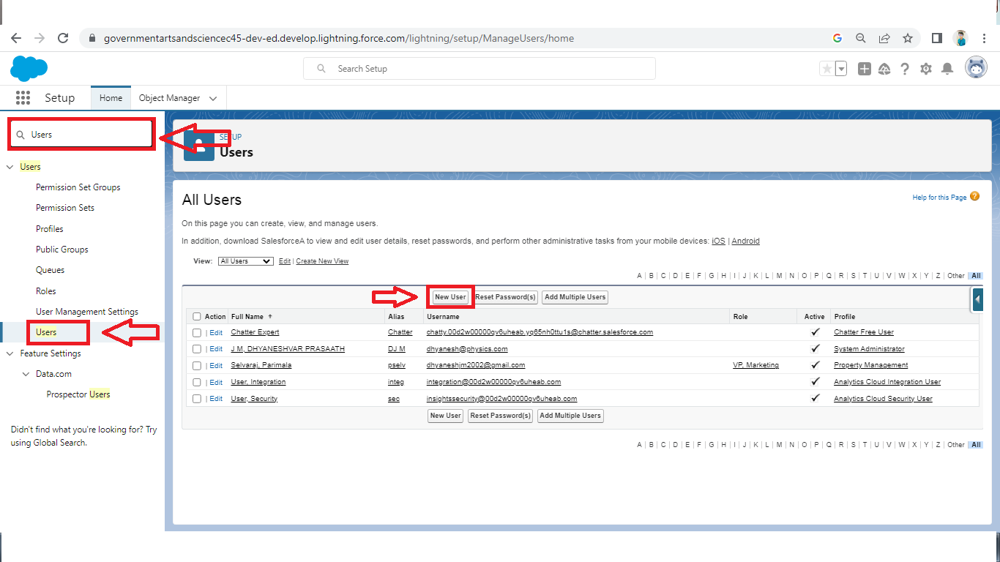 governmentartsandsciencec45-dev-ed.develop.lightning.force.com/lightning/setup/ManageUsers/home
Search Setup
Setup
Home
Object Manager
Users
Users
Permission Set Groups
Permission Sets
Profiles
Public Groups
Queues
Roles
User Management Settings
Users
Feature Settings
Data.com
Prospector Users
Didn't find what you're looking for? Try
using Global Search.
SETUP
Users
All Users
Help for this Page ?
On this page you can create, view, and manage users.
In addition, download SalesforceA to view and edit user details, reset passwords, and perform other administrative tasks from your mobile devices: iOS | Android
View: All Users Edit | Create New View
A | B | C | D | E | F | G | H | I | J | K | L | M | N | O | P | Q | R | S | T | U | V | W | X | Y | Z | Other | All
New User Reset Password(s) Add Multiple Users
Action Full Name ↑ Alias Username Role Active Profile
| Edit Chatter Expert Chatter chatty.00d2w00000qv6uheab.yq65nh0ttu1s@chatter.salesforce.com ✓ Chatter Free User
| Edit J M, DHYANESHVAR PRASAATH DJ M dhyanesh@physics.com ✓ System Administrator
| Edit Selvaraj, Parimala pselv dhyaneshjm2002@gmail.com VP, Marketing ✓ Property Management
| Edit User, Integration integ integration@00d2w00000qv6uheab.com ✓ Analytics Cloud Integration User
| Edit User, Security sec insightssecurity@00d2w00000qv6uheab.com ✓ Analytics Cloud Security User
New User Reset Password(s) Add Multiple Users
A | B | C | D | E | F | G | H | I | J | K | L | M | N | O | P | Q | R | S | T | U | V | W | X | Y | Z | Other | All